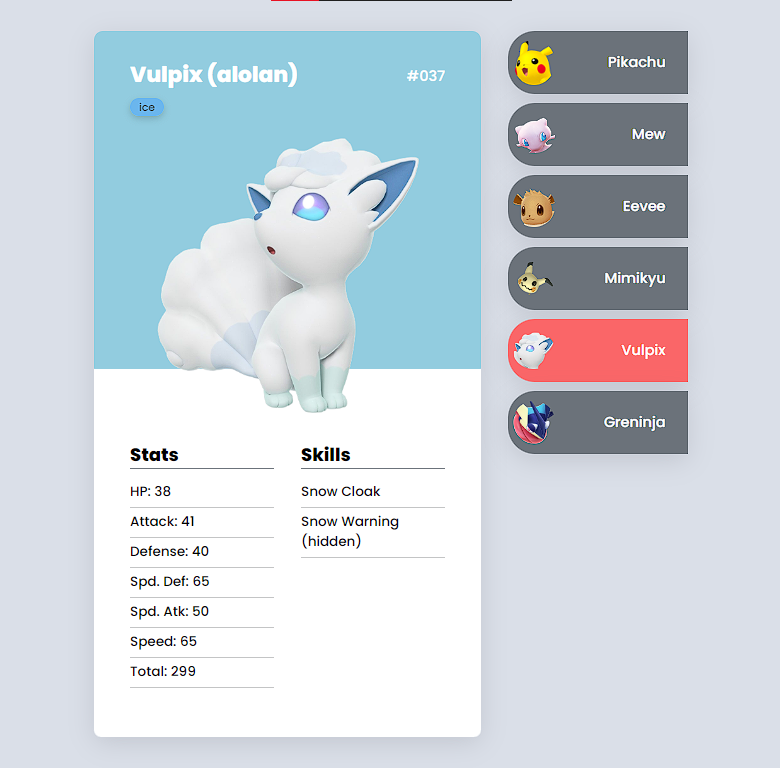 Vulpix (alolan)
#037
ice
Stats
HP: 38
Attack: 41
Defense: 40
Spd. Def: 65
Spd. Atk: 50
Speed: 65
Total: 299
Skills
Snow Cloak
Snow Warning
(hidden)
Pikachu
Mew
Eevee
Mimikyu
Vulpix
Greninja